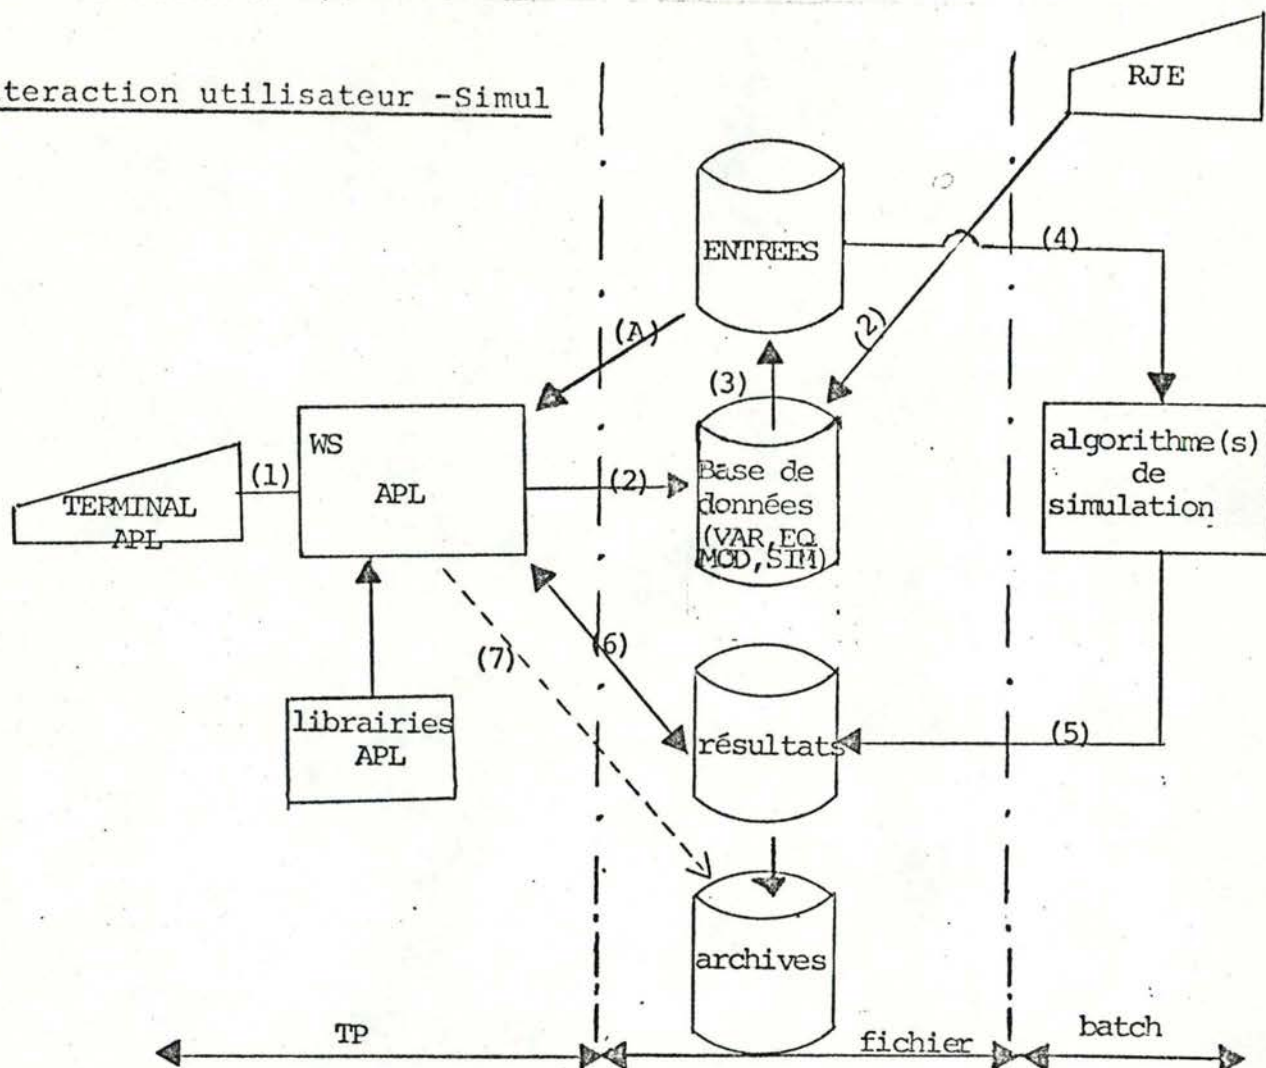 teraction utilisateur -Simul
RJE
ENTREES
(4)
(A)
(2)
(3)
WS
APL
(1)
TERMINAL
APL
(2)
Base de
données
(VAR,EQ
MOD,SIM)
algorithme(s)
de
simulation
(7)
(6)
librairies
APL
résultats
(5)
archives
TP
fichier
batch